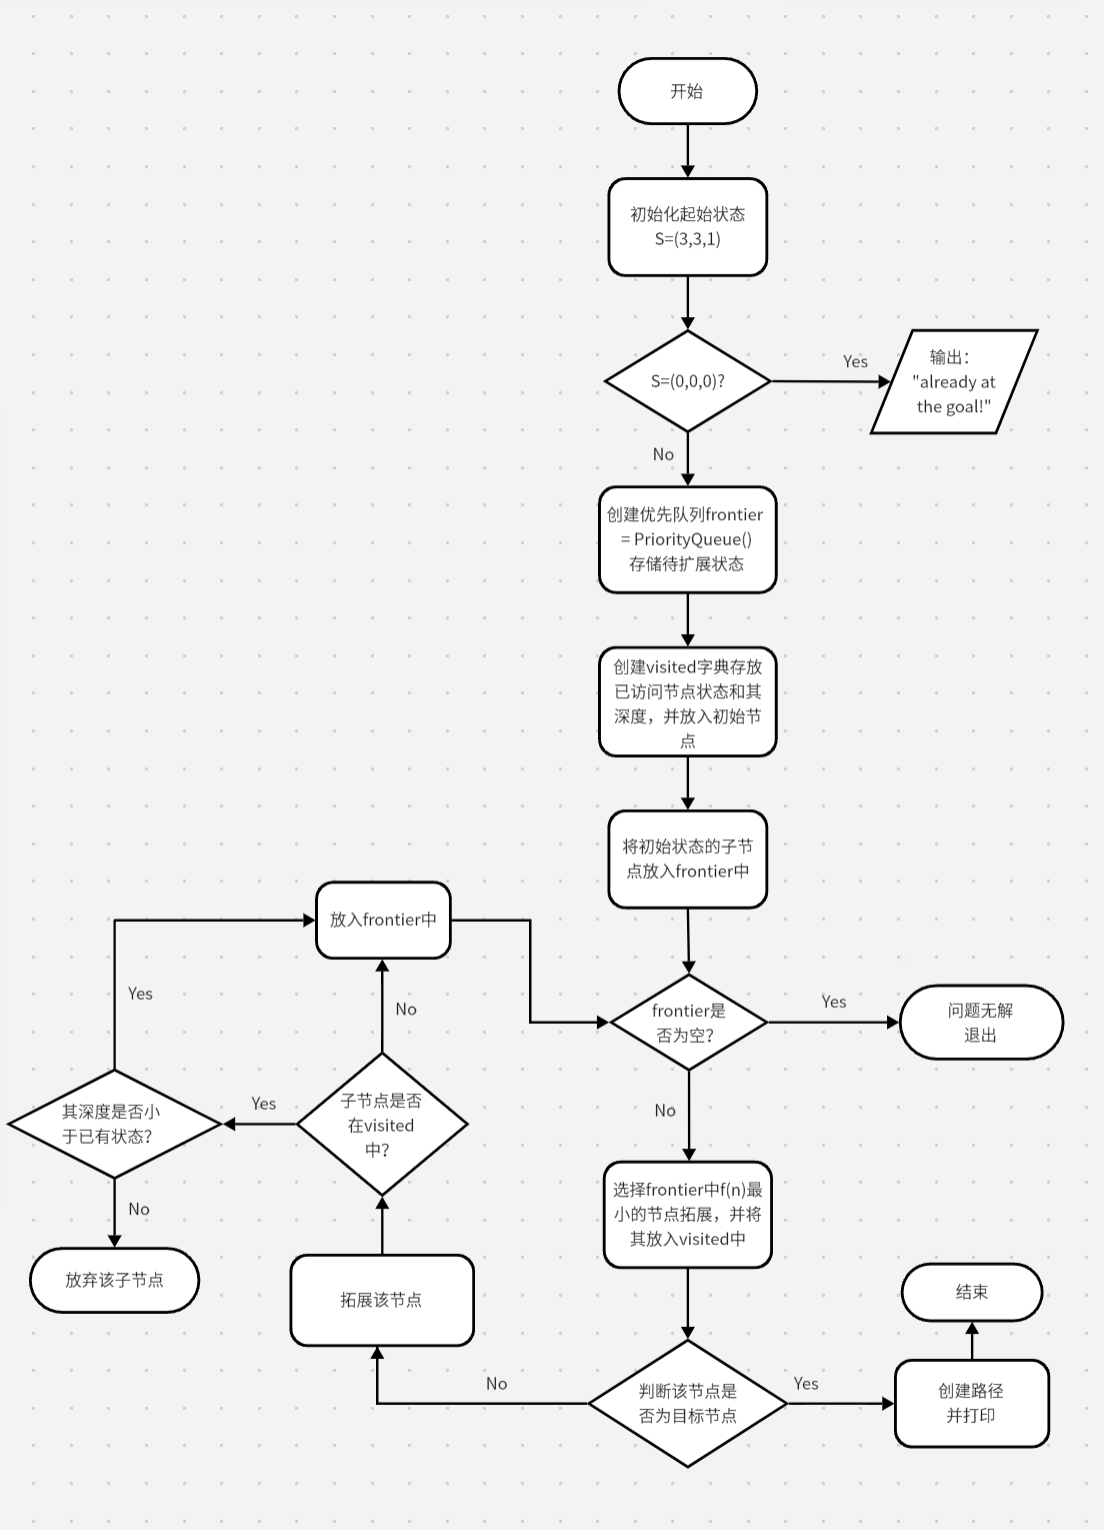 开始
初始化起始状态
S=(3,3,1)
S=(0,0,0)?
Yes
输出：
"already at
the goal!"
No
创建优先队列frontier
= PriorityQueue()
存储待扩展状态
创建visited字典存放
已访问节点状态和其
深度，并放入初始节
点
将初始状态的子节
点放入frontier中
放入frontier中
Yes
No
frontier是
否为空?
Yes
问题无解
退出
No
其深度是否小
于已有状态?
Yes
子节点是否
在visited
中?
No
放弃该子节点
选择frontier中f(n)最
小的节点拓展，并将
其放入visited中
拓展该节点
No
判断该节点是
否为目标节点
Yes
创建路径
并打印
结束